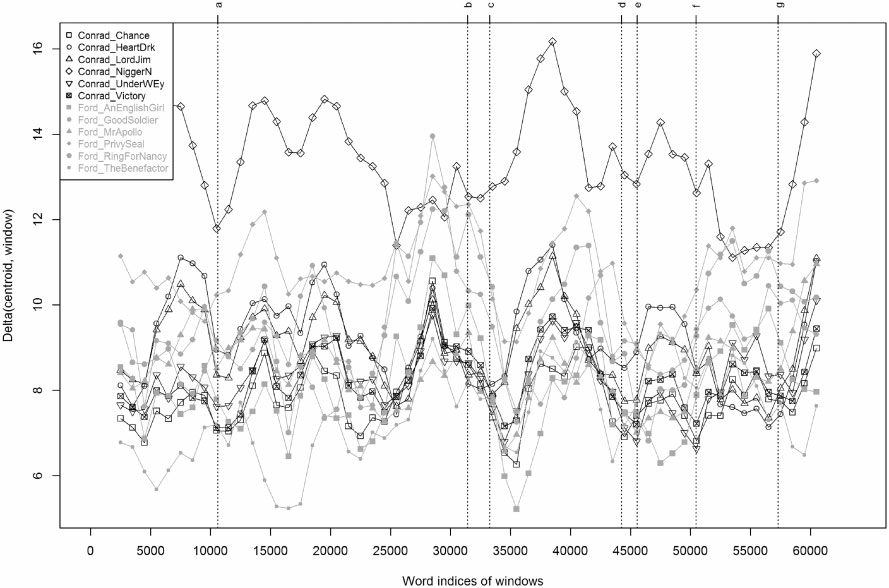 a b c d e f g
Conrad_Chance
Conrad_HeartDrk
Conrad_LordJim
Conrad_NiggerN
Conrad_UnderWEy
Conrad_Victory
Ford_AnEnglishGirl
Ford_GoodSoldier
Ford_MrApollo
Ford_PrivySeal
Ford_RingForNancy
Ford_TheBenefactor
Delta(centroid, window)
16
14
12
10
8
6
0 5000 10000 15000 20000 25000 30000 35000 40000 45000 50000 55000 60000
Word indices of windows